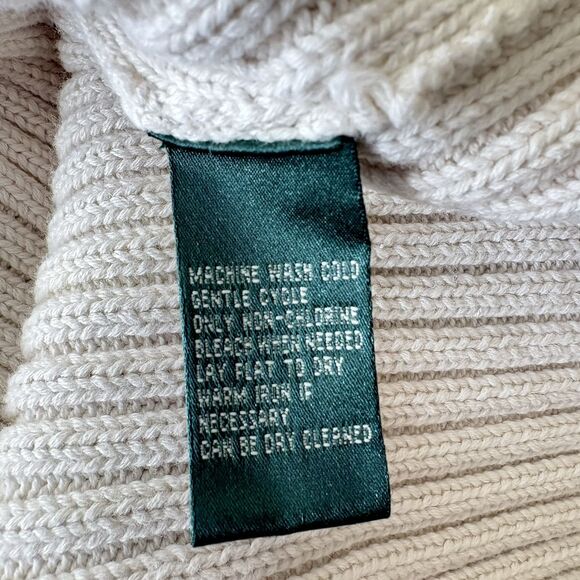 MACHINE WASH COLD
GENTLE CYCLE
ONLY NON-CHLORINE
BLEACH WHEN NEEDED
LAY FLAT TO DRY
WARM IRON IF
NECESSARY
CAN BE DRY CLEANED